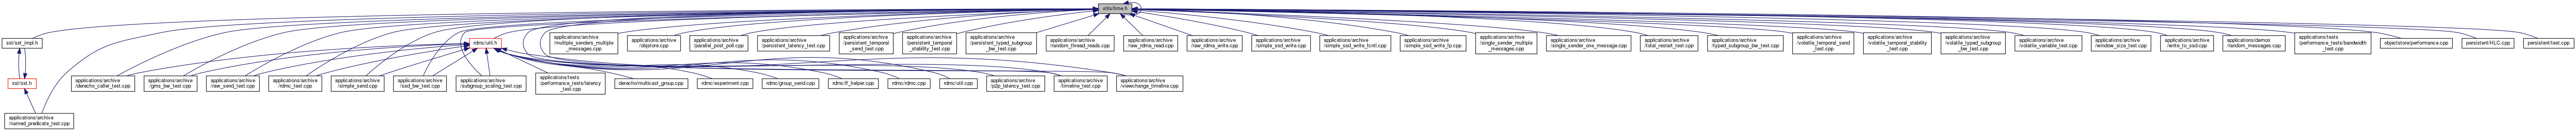 utils/time.h
sst/sst_impl.h
rdmc/util.h
applications/archive
/multiple_senders_multiple
_messages.cpp
applications/archive
/objstore.cpp
applications/archive
/parallel_post_poll.cpp
applications/archive
/persistent_latency_test.cpp
applications/archive
/persistent_temporal
_send_test.cpp
applications/archive
/persistent_temporal
_stability_test.cpp
applications/archive
/persistent_typed_subgroup
_bw_test.cpp
applications/archive
/random_thread_reads.cpp
applications/archive
/raw_rdma_read.cpp
applications/archive
/raw_rdma_write.cpp
applications/archive
/simple_ssd_write.cpp
applications/archive
/simple_ssd_write_fcntl.cpp
applications/archive
/simple_ssd_write_fp.cpp
applications/archive
/single_sender_multiple
_messages.cpp
applications/archive
/single_sender_one_message.cpp
applications/archive
/total_restart_test.cpp
applications/archive
/typed_subgroup_bw_test.cpp
applications/archive
/volatile_temporal_send
_test.cpp
applications/archive
/volatile_temporal_stability
_test.cpp
applications/archive
/volatile_typed_subgroup
_bw_test.cpp
applications/archive
/volatile_variable_test.cpp
applications/archive
/window_size_test.cpp
applications/archive
/write_to_ssd.cpp
applications/demos
/random_messages.cpp
applications/tests
/performance_tests/bandwidth
_test.cpp
objectstore/performance.cpp
persistent/HLC.cpp
persistent/test.cpp
sst/sst.h
applications/archive
/derecho_caller_test.cpp
applications/archive
/gms_bw_test.cpp
applications/archive
/raw_send_test.cpp
applications/archive
/rdmc_test.cpp
applications/archive
/simple_send.cpp
applications/archive
/ssd_bw_test.cpp
applications/archive
/subgroup_scaling_test.cpp
applications/tests
/performance_tests/latency
_test.cpp
derecho/multicast_group.cpp
rdmc/experiment.cpp
rdmc/group_send.cpp
rdmc/lf_helper.cpp
rdmc/rdmc.cpp
rdmc/util.cpp
applications/archive
/p2p_latency_test.cpp
applications/archive
/timeline_test.cpp
applications/archive
/viewchange_timeline.cpp
applications/archive
/named_predicate_test.cpp